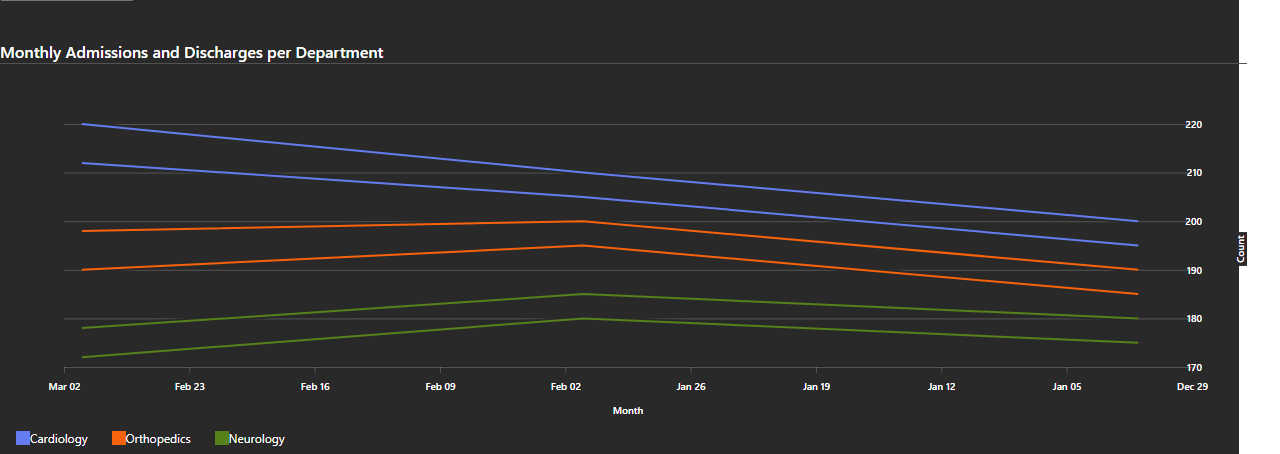 Monthly Admissions and Discharges per Department
220
210
200
190
180
170
Count
Mar 02 Feb 23 Feb 16 Feb 09 Feb 02 Jan 26 Jan 19 Jan 12 Jan 05 Dec 29
Month
Cardiology Orthopedics Neurology